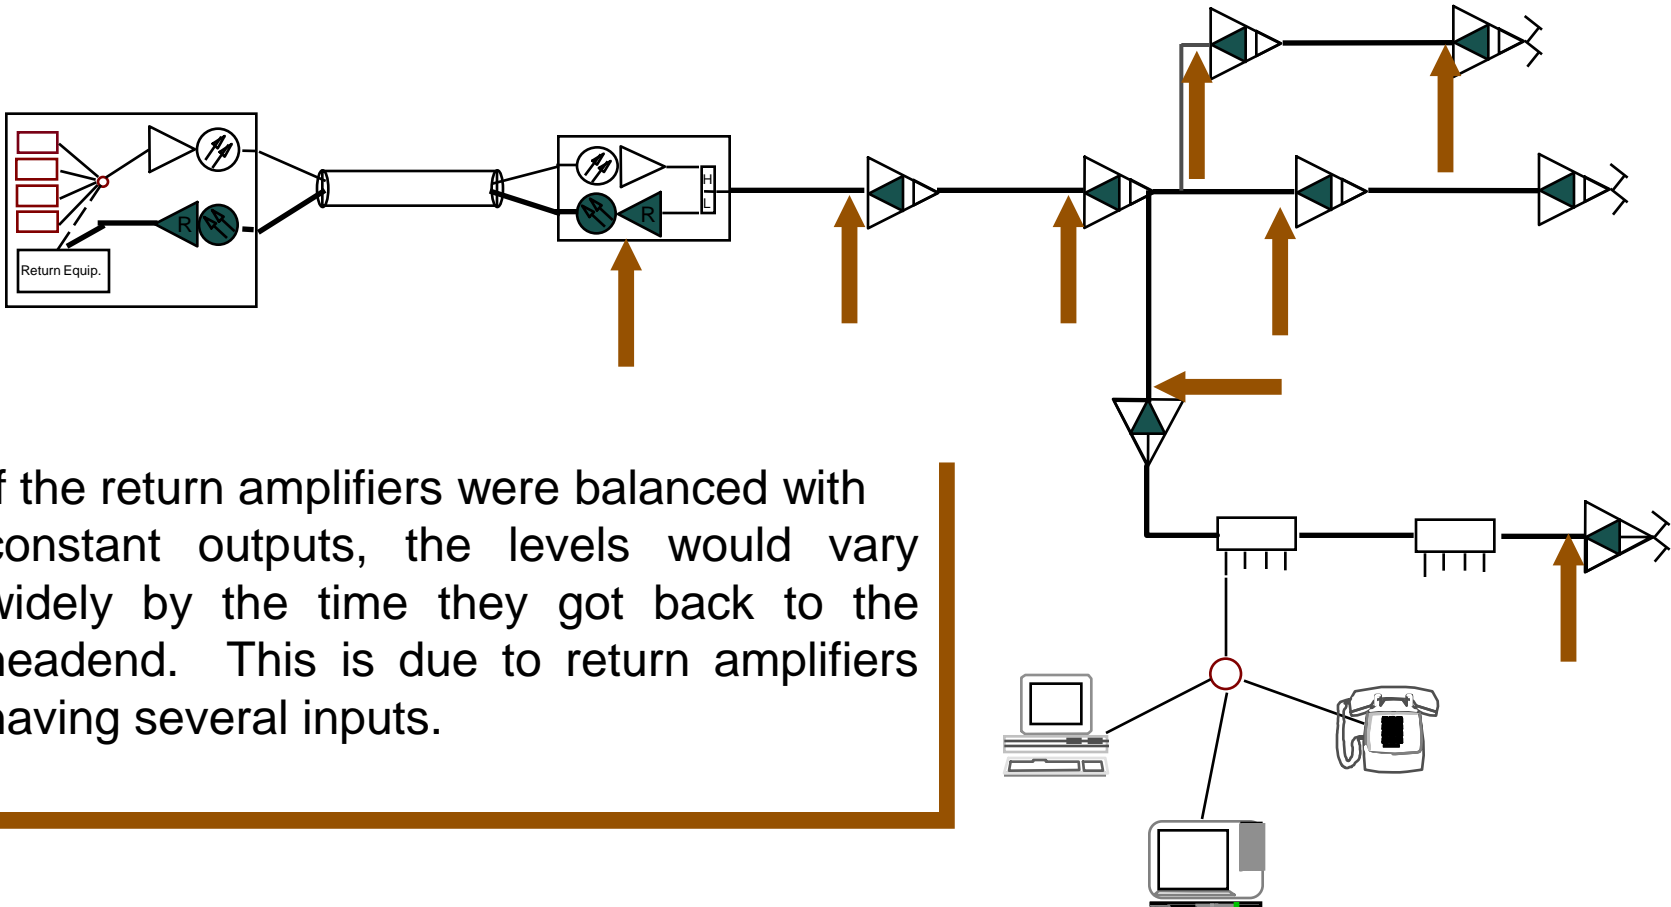 H
L
R
R
Return Equip.
f the return amplifiers were balanced with
constant outputs, the levels would vary
widely by the time they got back to the
headend. This is due to return amplifiers
having several inputs.